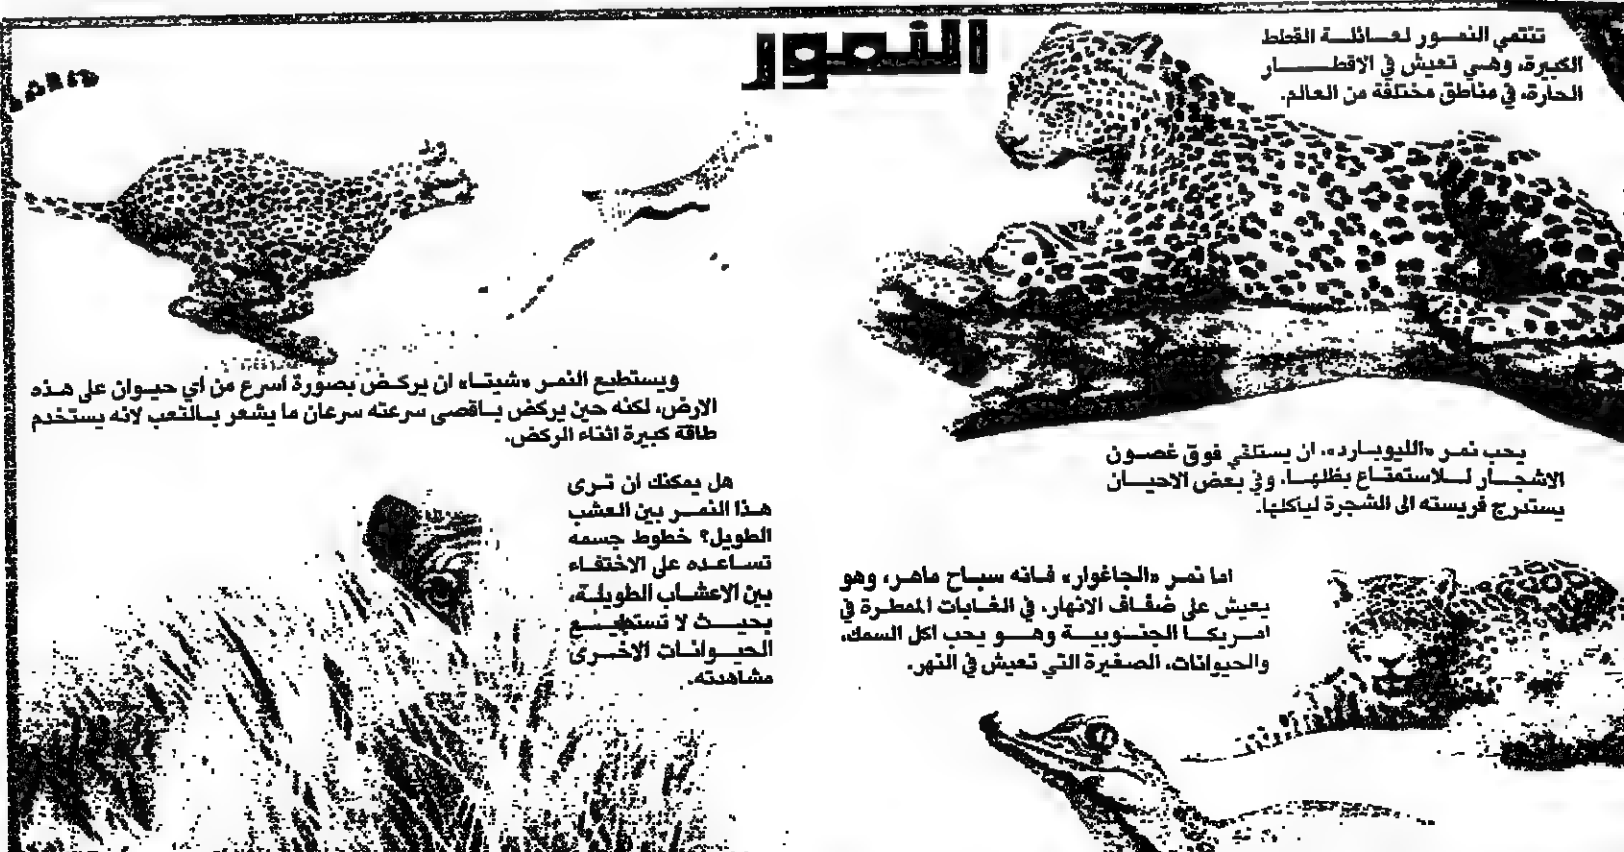 النمور
تنتمي النمور لعائلة القطط
الكبيرة، وهي تعيش في الاقطار
الحارة، في مناطق مختلفة من العالم.
يحب نمر «الليوبارد»، ان يستلقي فوق غصون
الاشجار للاستمتاع بظلها، وفي بعض الاحيان
يستدرج فريسته الى الشجرة لياكلها.
اما نمر «الجاغوار» فانه سباح ماهر، وهو
يعيش على ضفاف الانهار، في الغابات الممطرة في
امريكا الجنوبية وهو يحب اكل السمك،
والحيوانات، الصغيرة التي تعيش في النهر.
ويستطيع النمر «شيتا» ان يركض بصورة اسرع من اي حيوان على هذه
الارض، لكنه حين يركض باقصى سرعته سرعان ما يشعر بالتعب لانه يستخدم
طاقة كبيرة اثناء الركض.
هل يمكنك ان ترى
هذا النمر بين العشب
الطويل؟ خطوط جسمه
تساعده على الاختفاء
بين الاعشاب الطويلة،
بحيث لا تستطيع
الحيوانات الاخرى
مشاهدته.